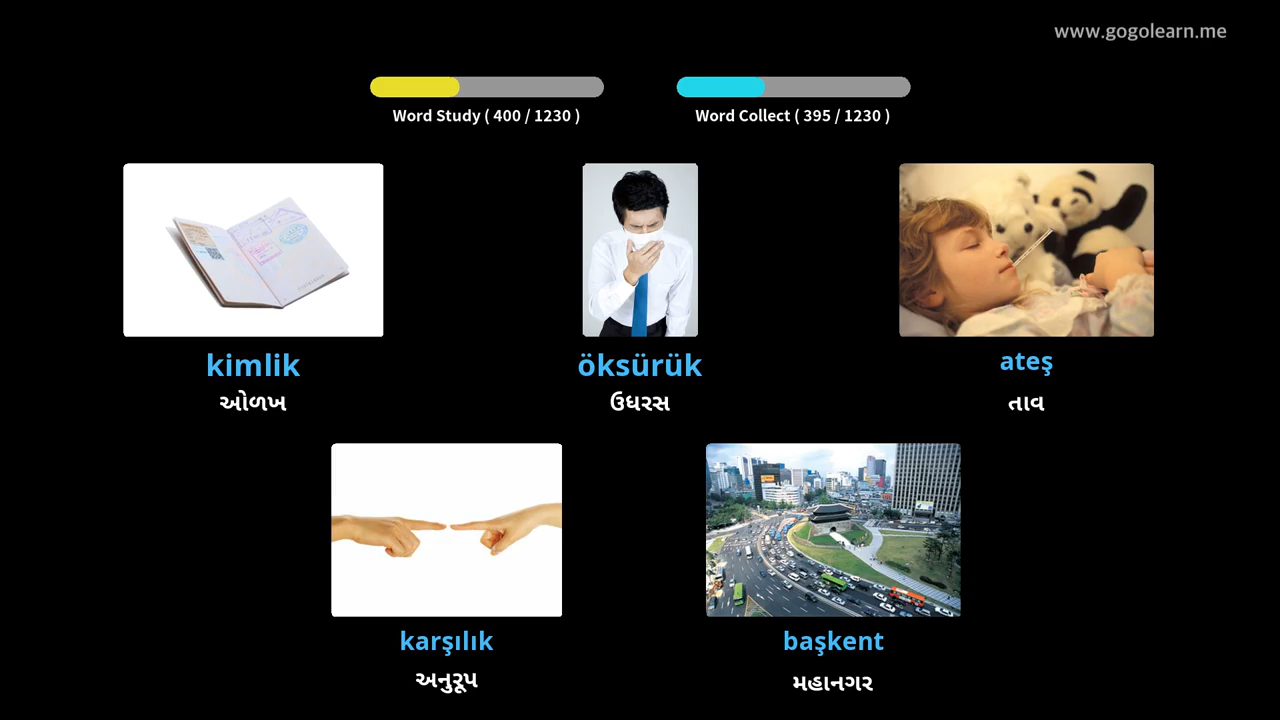 www.gogolearn.me
Word Study ( 400 / 1230 )
Word Collect ( 395 / 1230 )
kimlik
ઓળખ
öksürük
ઉધરસ
ateş
તાવ
karşılık
અનુરૂપ
başkent
મહાનગર